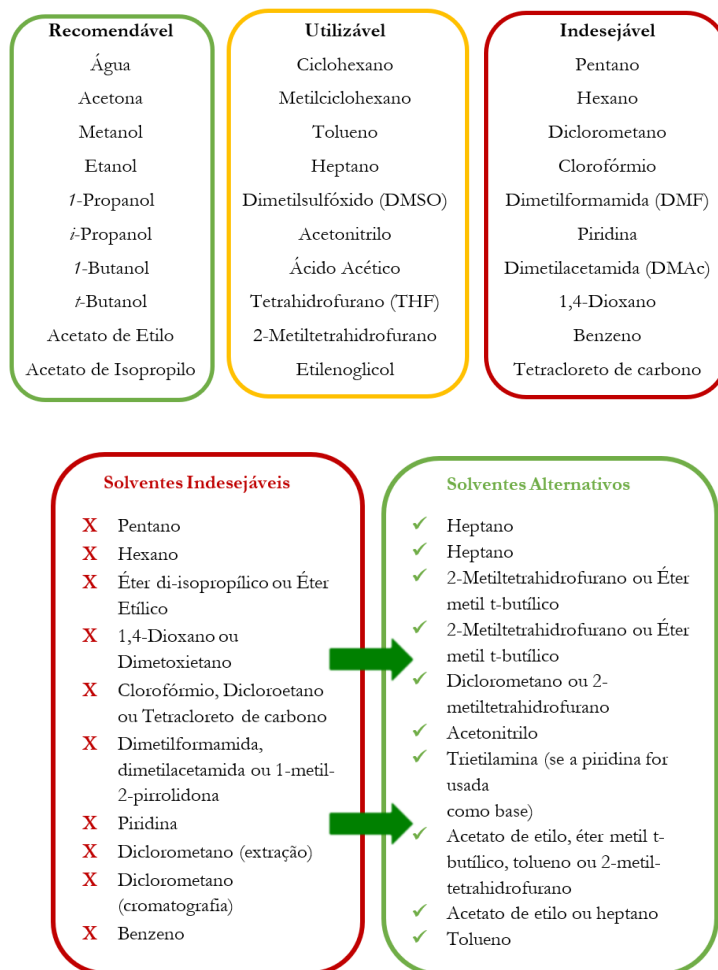 Recomendável
Água
Acetona
Metanol
Etanol
1-Propanol
i-Propanol
1-Butanol
t-Butanol
Acetato de Etilo
Acetato de Isopropilo
Utilizável
Ciclohexano
Metilciclohexano
Tolueno
Heptano
Dimetilsulfóxido (DMSO)
Acetonitrilo
Ácido Acético
Tetrahidrofurano (THF)
2-Metiltetrahidrofurano
Etilenoglicol
Indesejável
Pentano
Hexano
Diclorometano
Clorofórmio
Dimetilformamida (DMF)
Piridina
Dimetilacetamida (DMAc)
1,4-Dioxano
Benzeno
Tetracloreto de carbono
Solventes Indesejáveis
X Pentano
X Hexano
X Éter di-isopropílico ou Éter
Etílico
X 1,4-Dioxano ou
Dimetoxietano
X Clorofórmio, Dicloroetano
ou Tetracloreto de carbono
X Dimetilformamida,
dimetilacetamida ou 1-metil-
2-pirrolidona
X Piridina
X Diclorometano (extração)
X Diclorometano
(cromatografia)
X Benzeno
Solventes Alternativos
✓ Heptano
✓ Heptano
✓ 2-Metiltetrahidrofurano ou Éter
metil t-butílico
✓ 2-Metiltetrahidrofurano ou Éter
metil t-butílico
✓ Diclorometano ou 2-
metiltetrahidrofurano
✓ Acetonitrilo
✓ Trietilamina (se a piridina for
usada
como base)
✓ Acetato de etilo, éter metil t-
butílico, tolueno ou 2-metil-
tetrahidrofurano
✓ Acetato de etilo ou heptano
✓ Tolueno